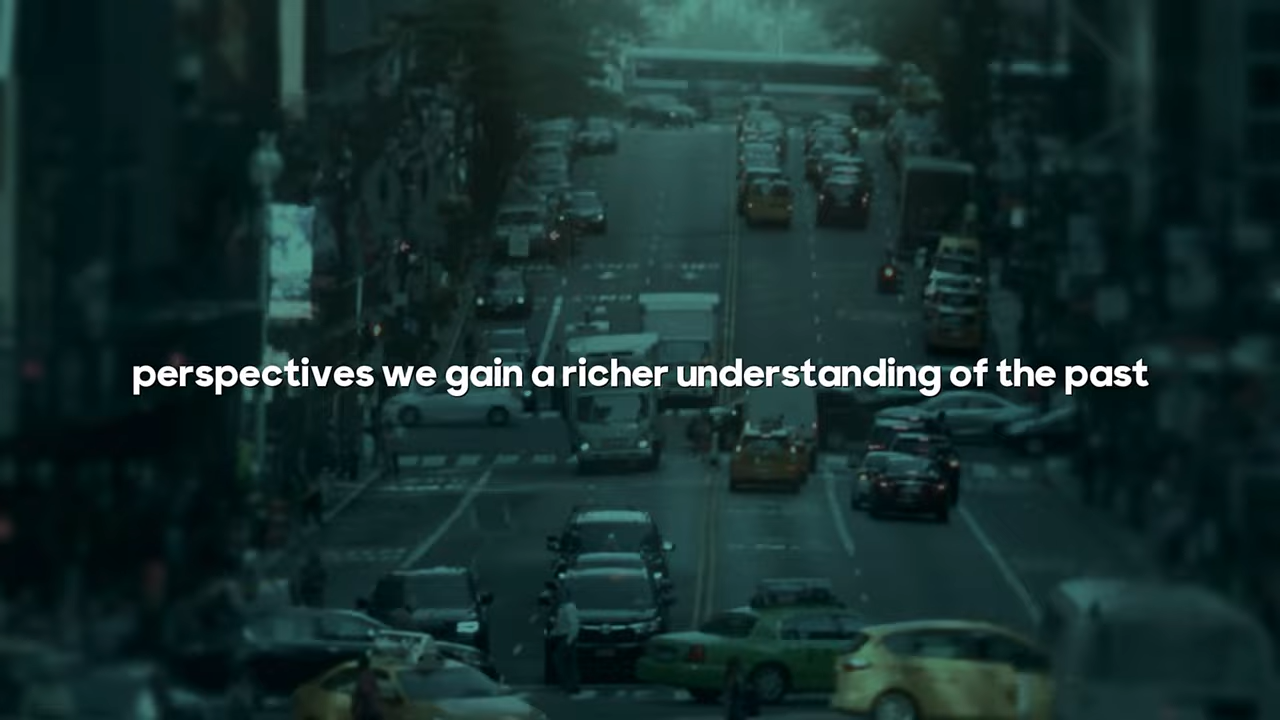 perspectives we gain a richer understanding of the past